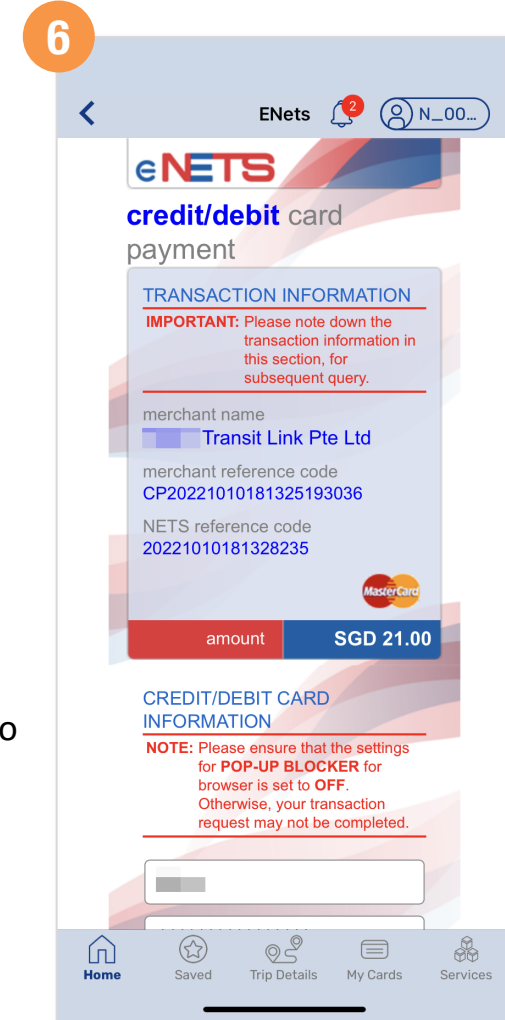 6
ENets
2
N_00...
eNETS
credit/debit card
payment
TRANSACTION INFORMATION
IMPORTANT: Please note down the
transaction information in
this section, for
subsequent query.
merchant name
Transit Link Pte Ltd
merchant reference code
CP20221010181325193036
NETS reference code
20221010181328235
MasterCard
amount SGD 21.00
CREDIT/DEBIT CARD
INFORMATION
NOTE: Please ensure that the settings
for POP-UP BLOCKER for
browser is set to OFF.
Otherwise, your transaction
request may not be completed.
o
Home Saved Trip Details My Cards Services